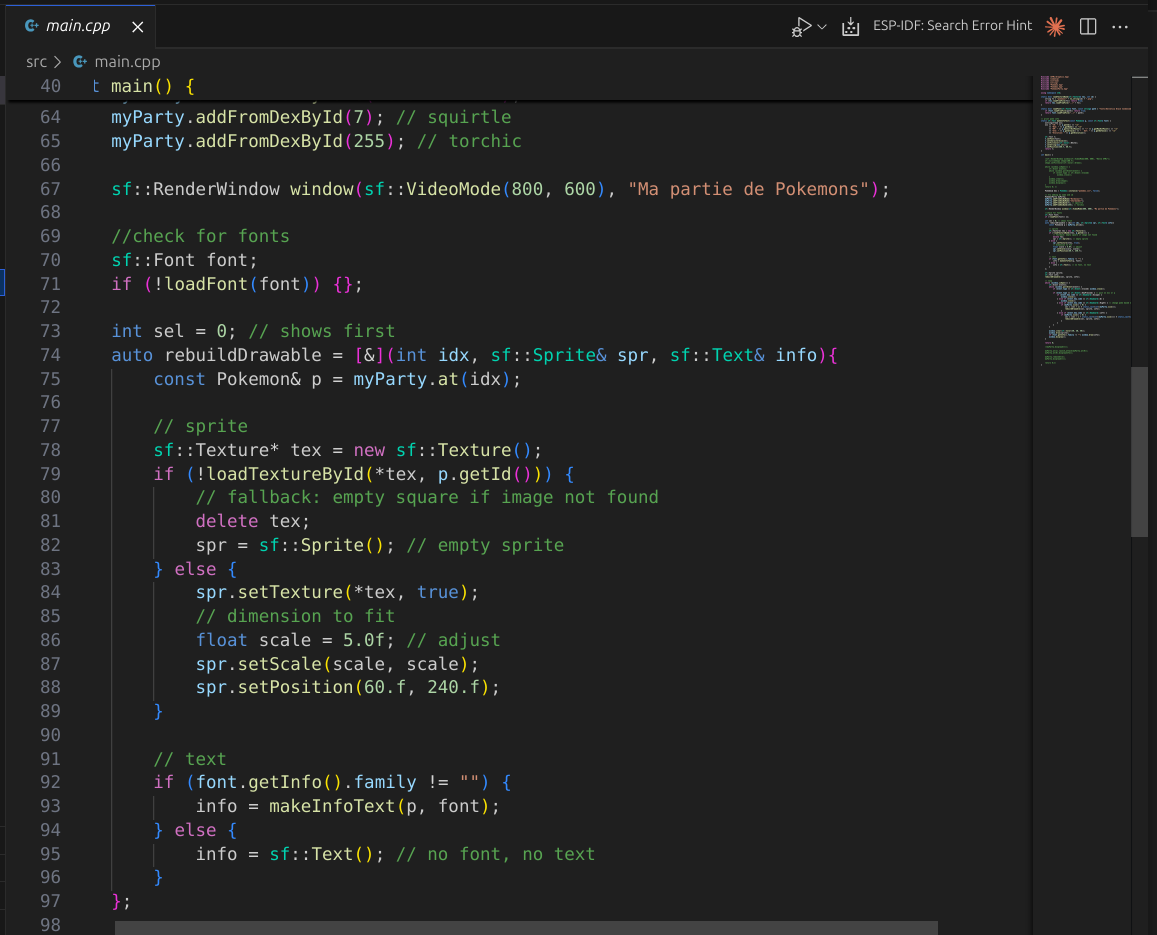 main.cpp
ESP-IDF: Search Error Hint
src > main.cpp
40 t main() {
64 myParty.addFromDexById(7); // squirtle
65 myParty.addFromDexById(255); // torchic
66
67 sf::RenderWindow window(sf::VideoMode(800, 600), "Ma partie de Pokemons");
68
69 //check for fonts
70 sf::Font font;
71 if (!loadFont(font)) {};
72
73 int sel = 0; // shows first
74 auto rebuildDrawable = [&](int idx, sf::Sprite& spr, sf::Text& info){
75 const Pokemon& p = myParty.at(idx);
76
77 // sprite
78 sf::Texture* tex = new sf::Texture();
79 if (!loadTextureById(*tex, p.getId())) {
80 // fallback: empty square if image not found
81 delete tex;
82 spr = sf::Sprite(); // empty sprite
83 } else {
84 spr.setTexture(*tex, true);
85 // dimension to fit
86 float scale = 5.0f; // adjust
87 spr.setScale(scale, scale);
88 spr.setPosition(60.f, 240.f);
89 }
90
91 // text
92 if (font.getInfo().family != "") {
93 info = makeInfoText(p, font);
94 } else {
95 info = sf::Text(); // no font, no text
96 }
97 };
98